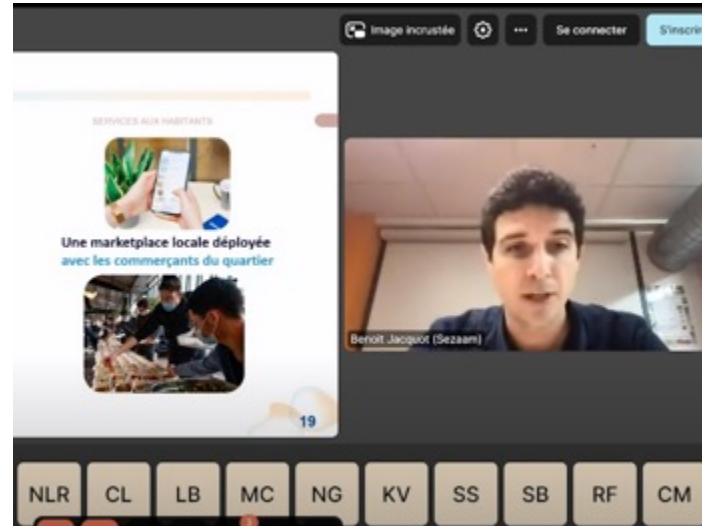 Image incrustée
Se connecter
S'inscrire
SERVICES AUX HABITANTS
Une marketplace locale déployée
avec les commerçants du quartier
19
Benoit Jacquot (Sezaam)
NLR CL LB MC NG KV SS SB RF CM